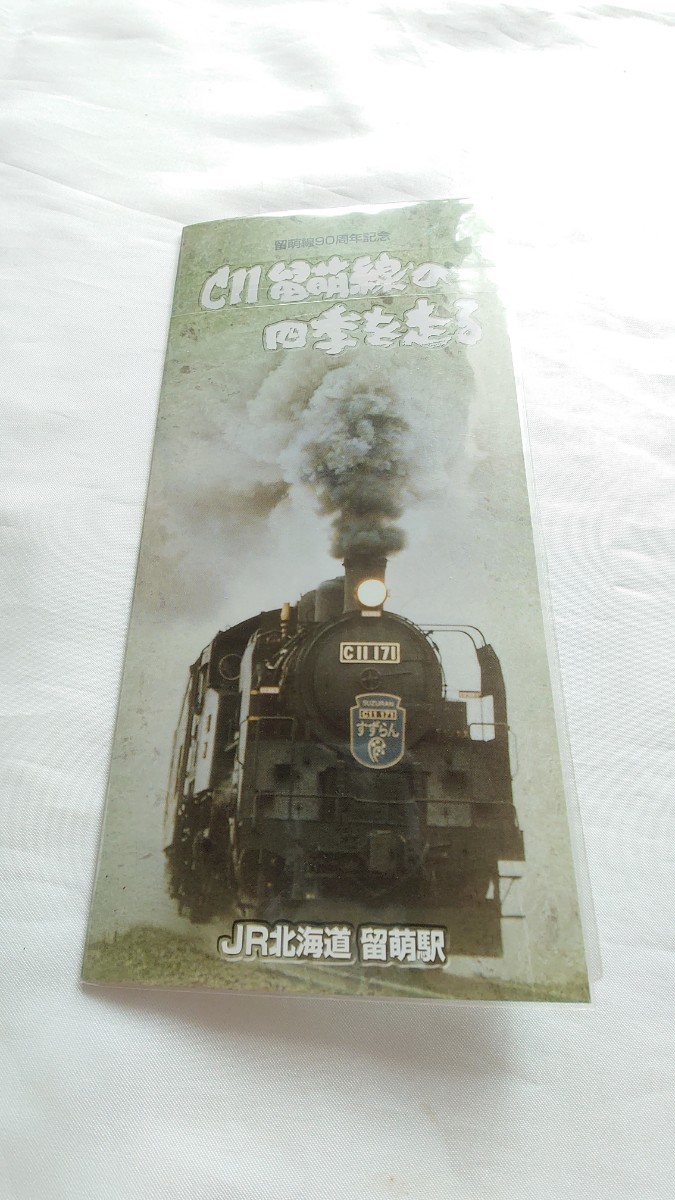 留萌線90周年記念
C11留萌線の
四季を走る
C11 171
SUZURAN
C11 171
すずらん
JR北海道 留萌駅